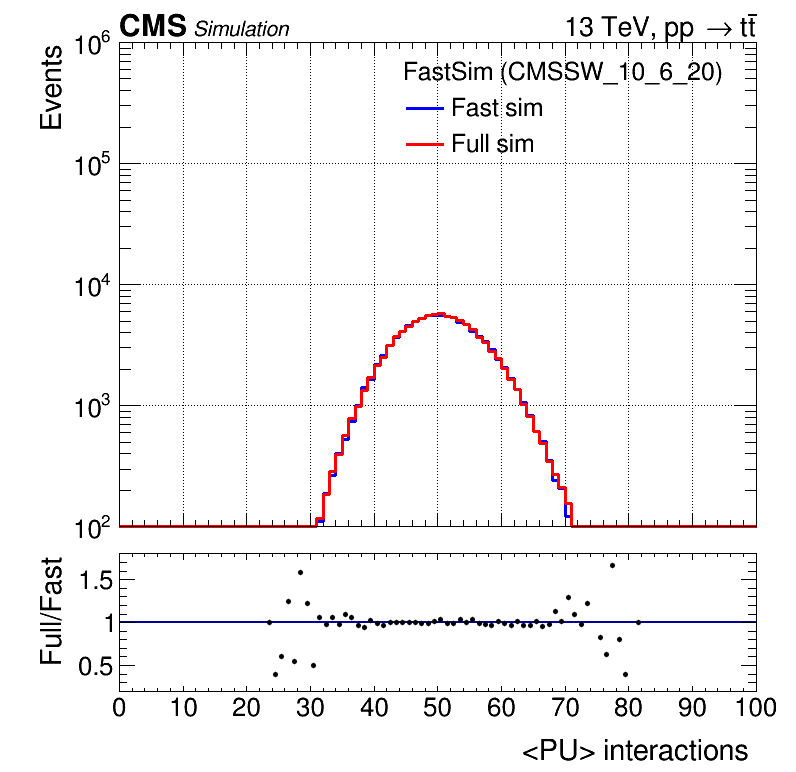 CMS Simulation 13 TeV, pp → tt̄
Events
10⁶
10⁵
10⁴
10³
10²
FastSim (CMSSW_10_6_20)
Fast sim
Full sim
Full/Fast
1.5
1
0.5
0 10 20 30 40 50 60 70 80 90 100
<PU> interactions